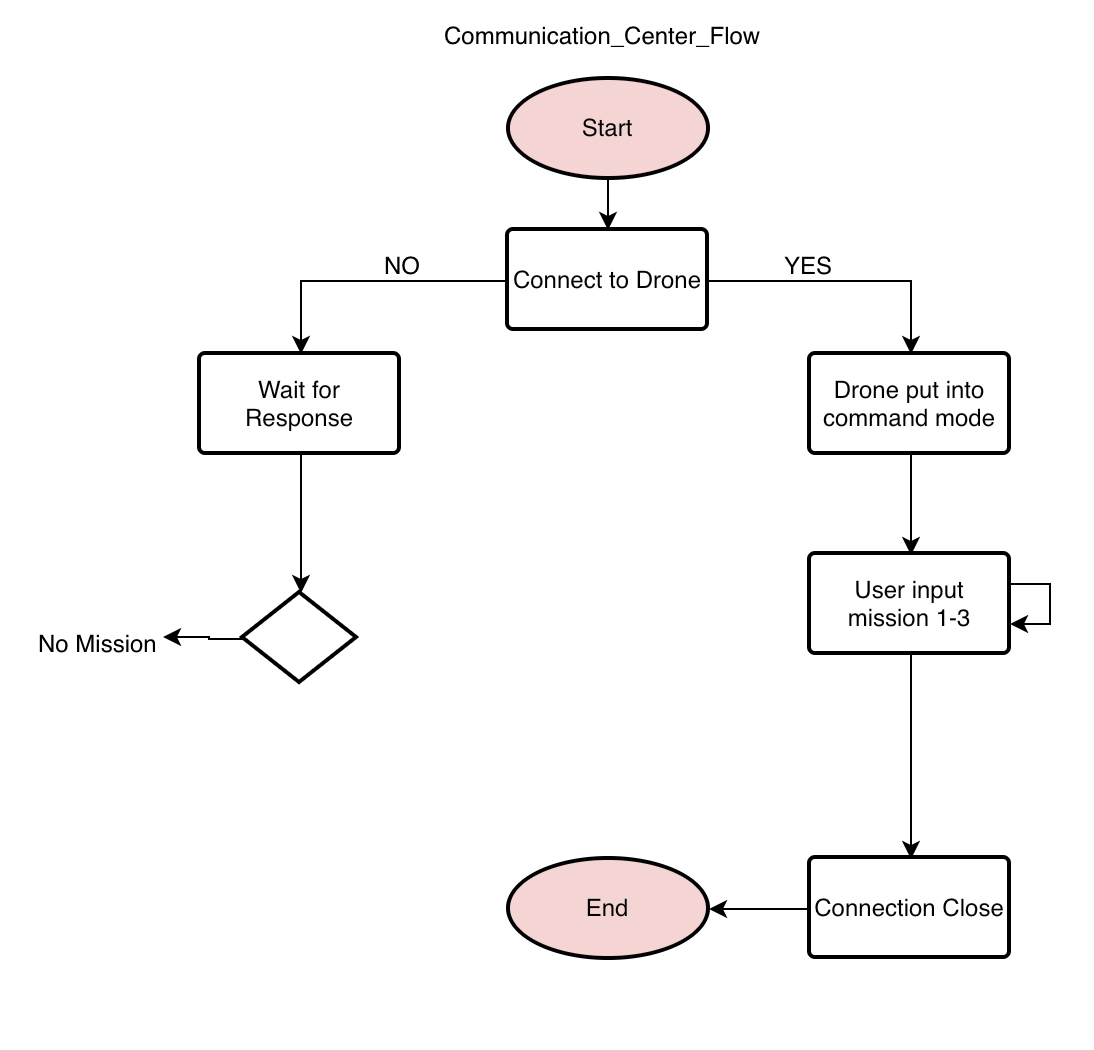 Communication_Center_Flow
Start
NO
YES
Connect to Drone
Wait for
Response
Drone put into
command mode
User input
mission 1-3
No Mission
End
Connection Close